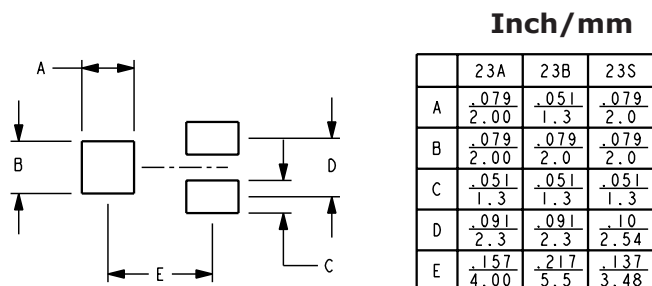 Inch/mm
23A 23B 23S
A .079/2.00 .051/1.3 .079/2.0
B .079/2.00 .079/2.0 .079/2.0
C .051/1.3 .051/1.3 .051/1.3
D .091/2.3 .091/2.3 .10/2.54
E .157/4.00 .217/5.5 .137/3.48
A
B
D
E
C